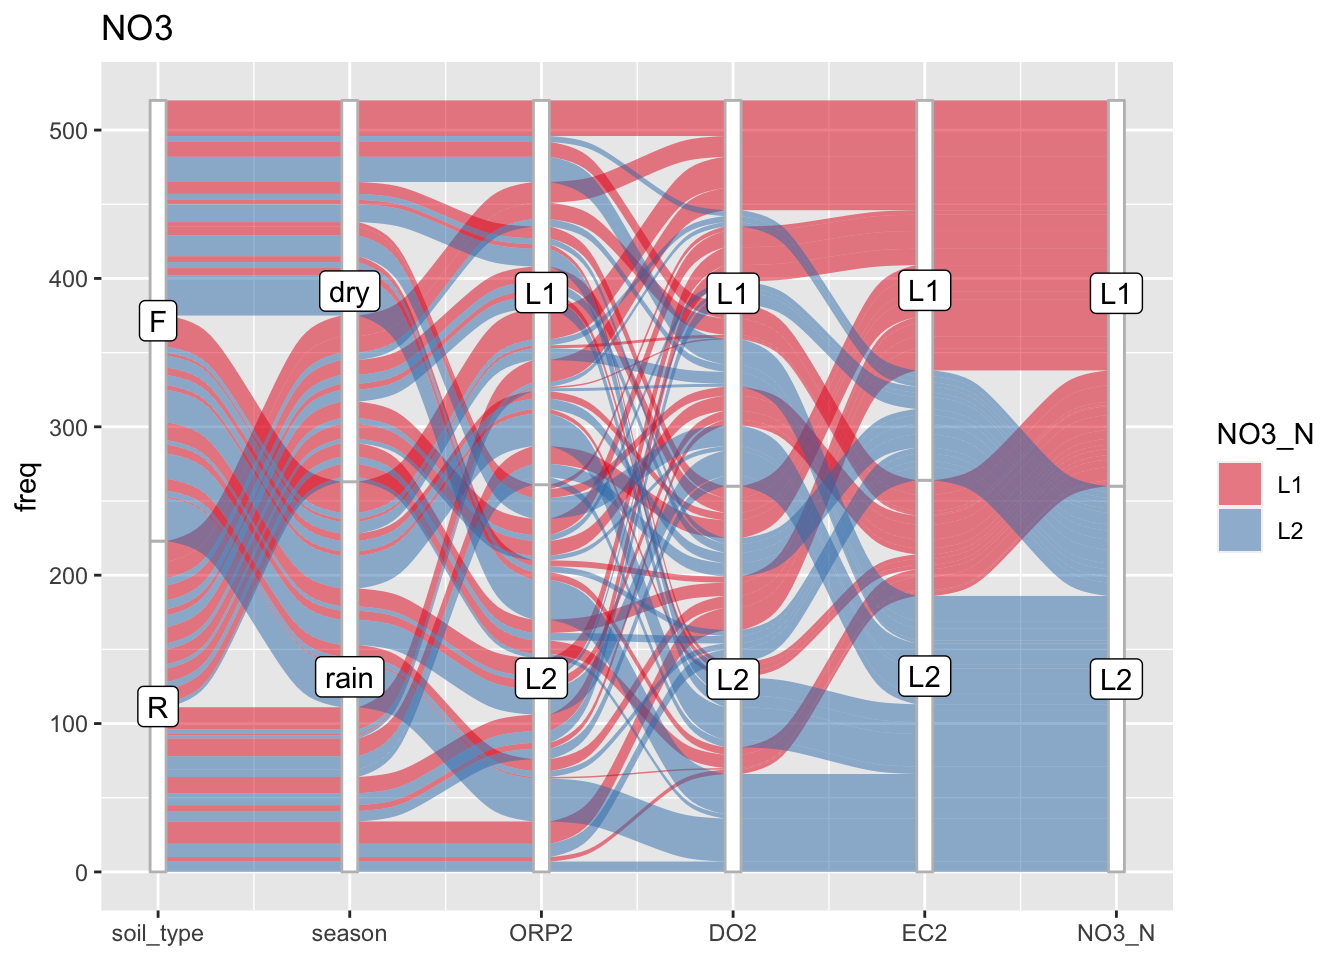 NO3
freq
500
400
300
200
100
0
F
R
dry
rain
L1
L2
L1
L2
L1
L2
L1
L2
soil_type
season
ORP2
DO2
EC2
NO3_N
NO3_N
L1
L2